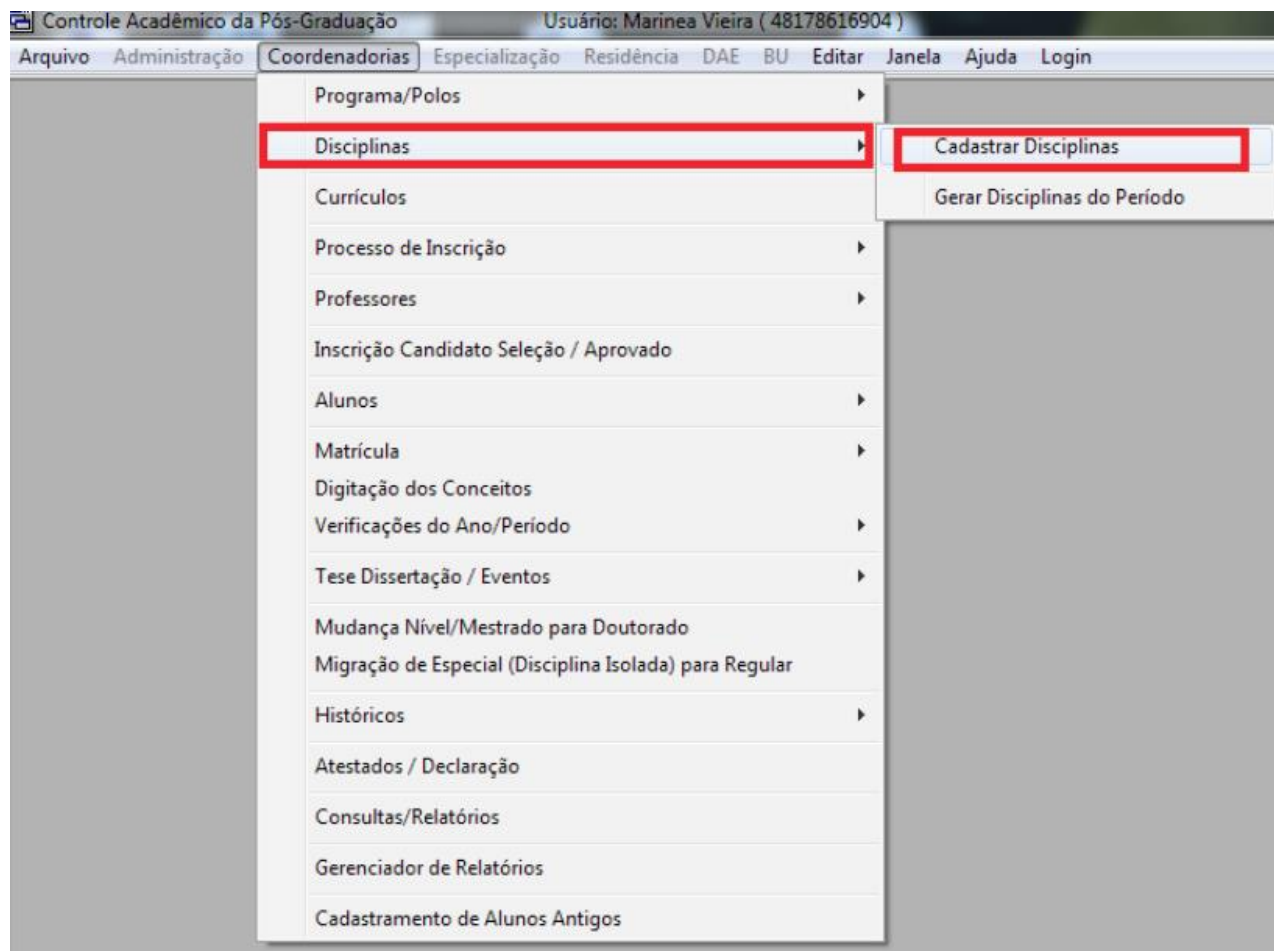 Controle Acadêmico da Pós-Graduação Usuário: Marinea Vieira ( 48178616904 )
Arquivo Administração Coordenadorias Especialização Residência DAE BU Editar Janela Ajuda Login
Programa/Polos
Disciplinas
Cadastrar Disciplinas
Gerar Disciplinas do Período
Currículos
Processo de Inscrição
Professores
Inscrição Candidato Seleção / Aprovado
Alunos
Matrícula
Digitação dos Conceitos
Verificações do Ano/Período
Tese Dissertação / Eventos
Mudança Nível/Mestrado para Doutorado
Migração de Especial (Disciplina Isolada) para Regular
Históricos
Atestados / Declaração
Consultas/Relatórios
Gerenciador de Relatórios
Cadastramento de Alunos Antigos